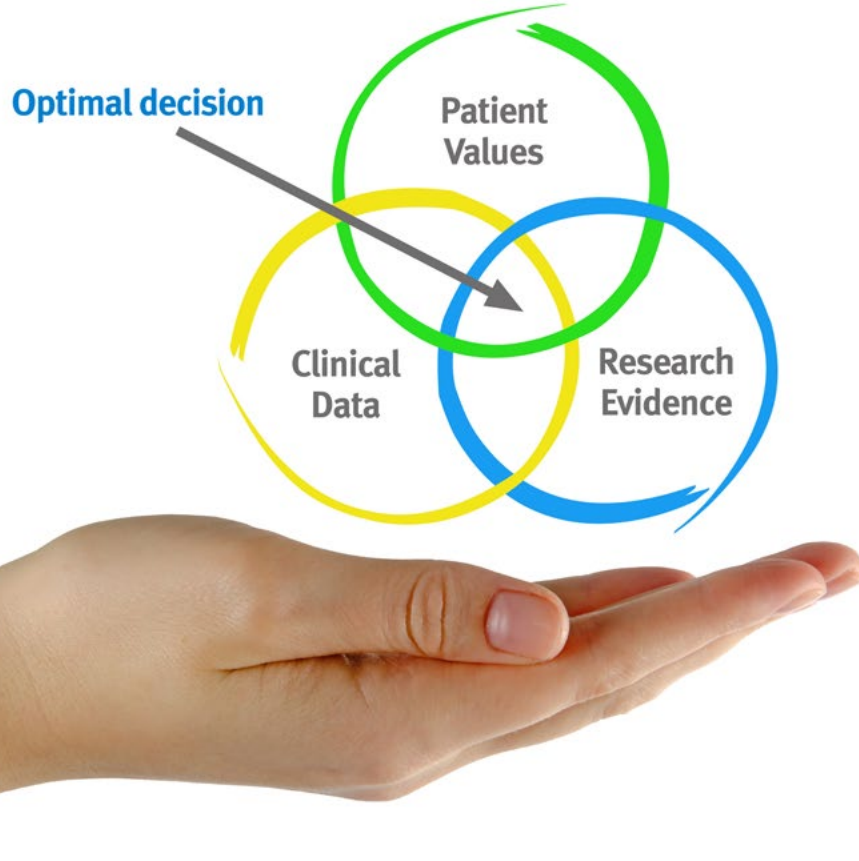 Optimal decision
Patient
Values
Clinical
Data
Research
Evidence